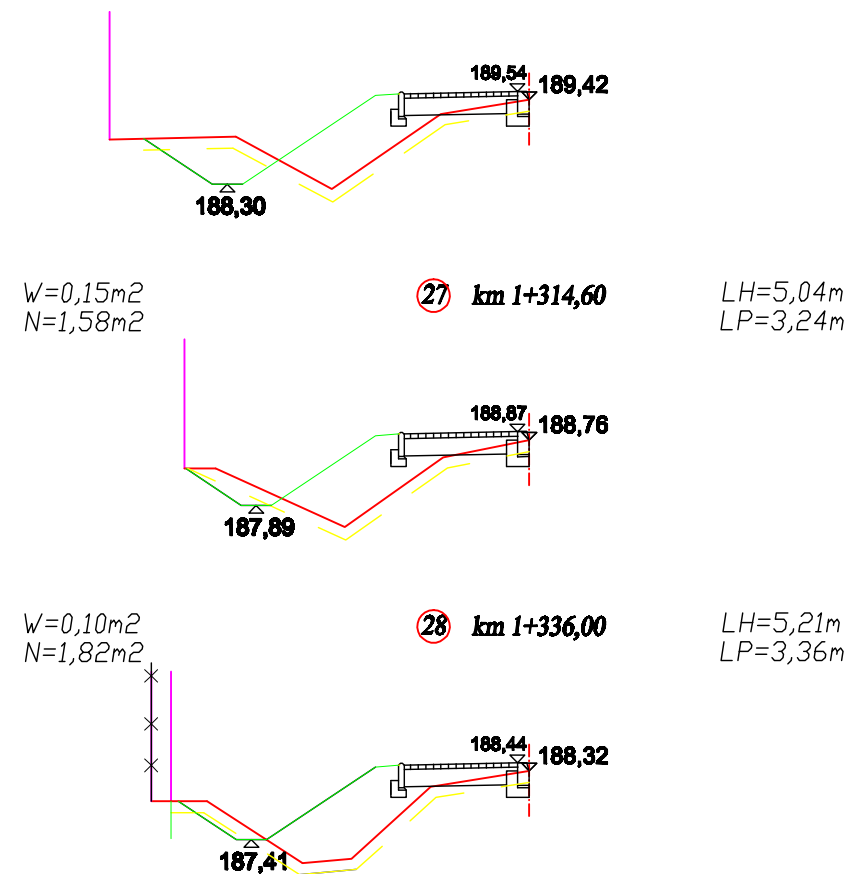 189,54
189,42
188,30
W=0,15m2
N=1,58m2
27 km 1+314,60
LH=5,04m
LP=3,24m
188,87
188,76
187,89
W=0,10m2
N=1,82m2
28 km 1+336,00
LH=5,21m
LP=3,36m
188,44
188,32
187,41